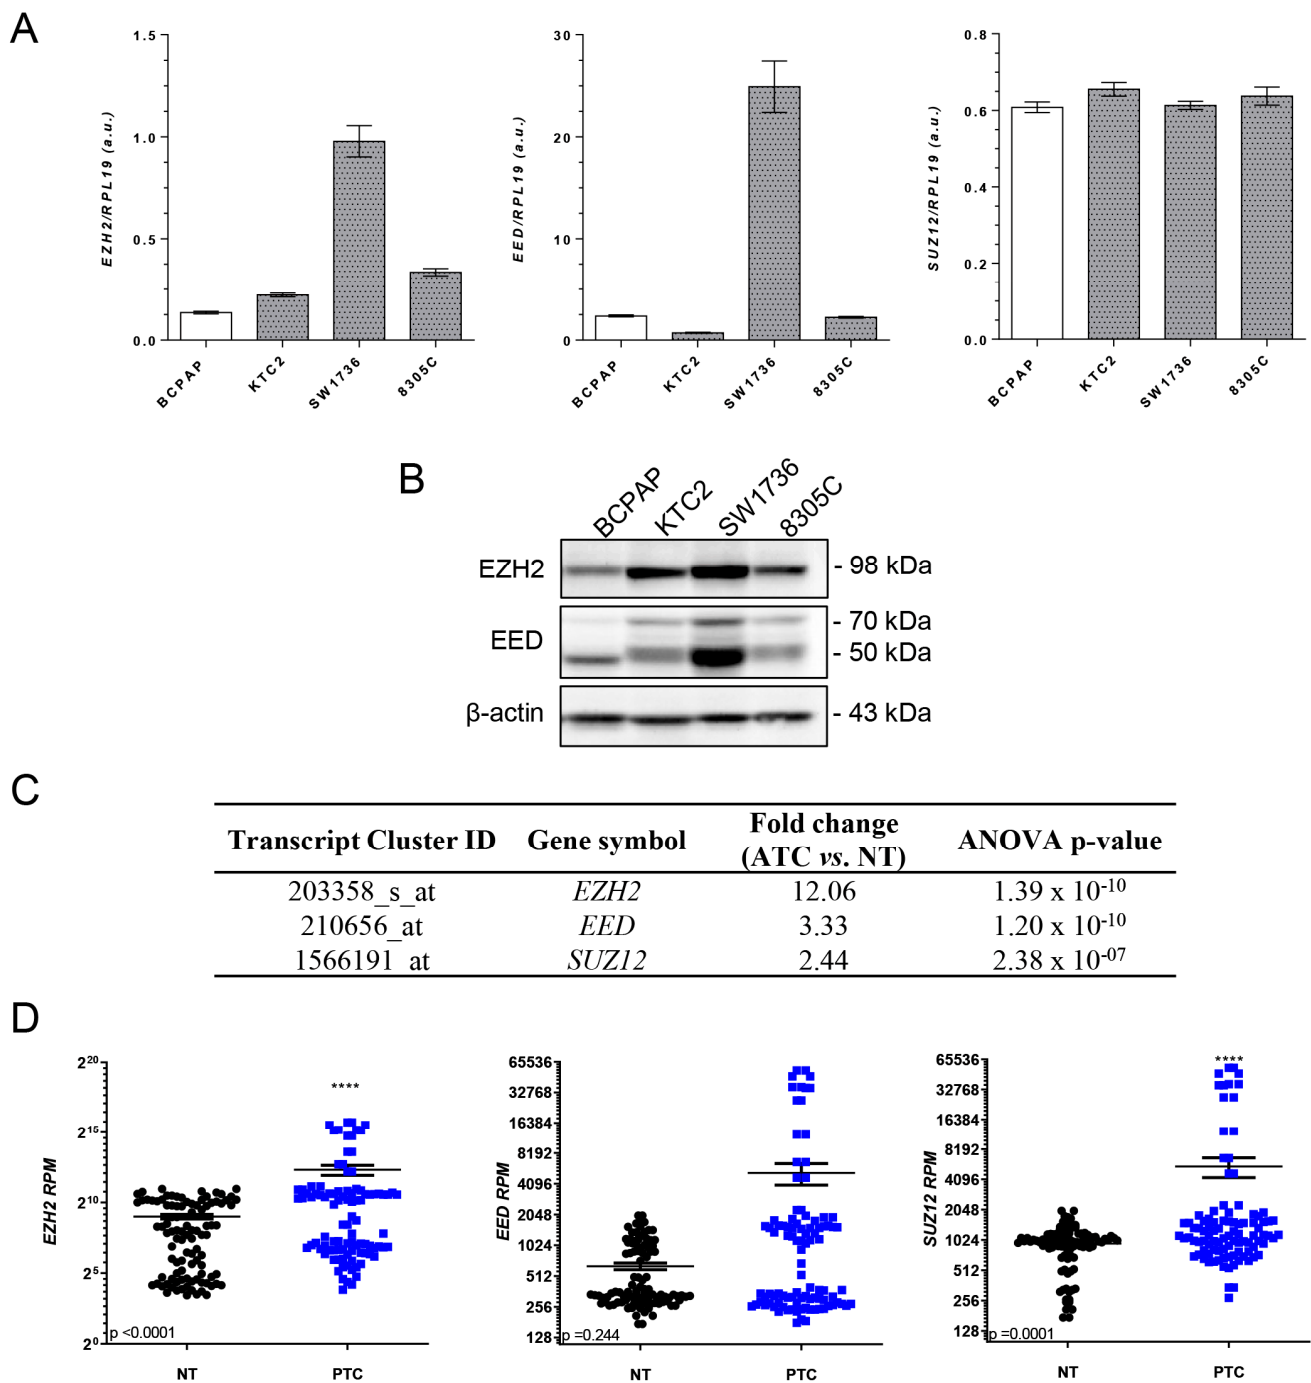 A
1.5
1.0
0.5
0.0
EZH2/RPL19 (a.u.)
BCPAP
KTC2
SW1736
8305C
30
20
10
0
EED/RPL19 (a.u.)
BCPAP
KTC2
SW1736
8305C
0.8
0.6
0.4
0.2
0.0
SUZ12/RPL19 (a.u.)
BCPAP
KTC2
SW1736
8305C
B
BCPAP
KTC2
SW1736
8305C
EZH2
- 98 kDa
EED
- 70 kDa
- 50 kDa
β-actin
- 43 kDa
C
Transcript Cluster ID Gene symbol Fold change (ATC vs. NT) ANOVA p-value
203358_s_at EZH2 12.06 1.39 x 10⁻¹⁰
210656_at EED 3.33 1.20 x 10⁻¹⁰
1566191_at SUZ12 2.44 2.38 x 10⁻⁰⁷
D
2²⁰
2¹⁵
2¹⁰
2⁵
2⁰
EZH2 RPM
****
p <0.0001
NT
PTC
65536
32768
16384
8192
4096
2048
1024
512
256
128
EED RPM
p =0.244
NT
PTC
65536
32768
16384
8192
4096
2048
1024
512
256
128
SUZ12 RPM
****
p =0.0001
NT
PTC